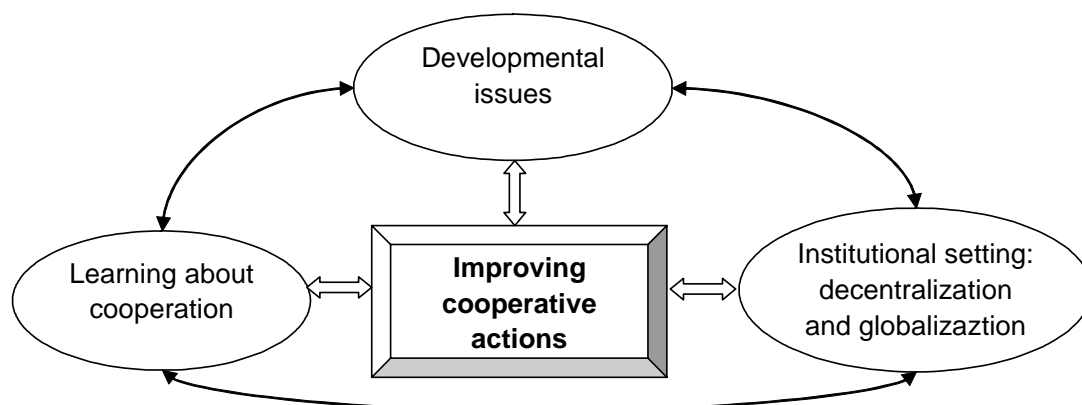 Developmental
issues
Learning about
cooperation
Improving
cooperative
actions
Institutional setting:
decentralization
and globalizaztion